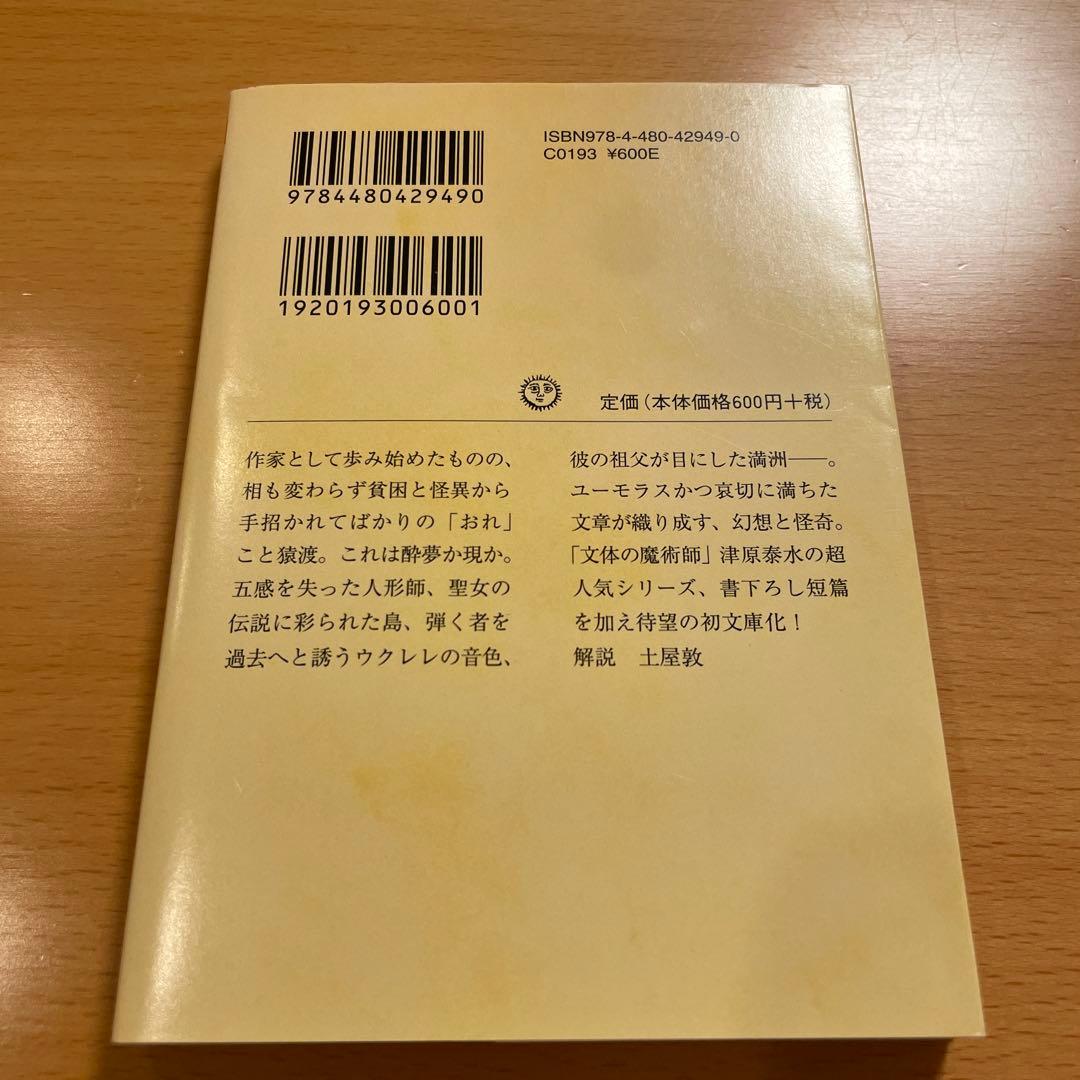 ISBN978-4-480-42949-0
C0193 ¥600E
9784480429490
1920193006001
定価(本体価格600円+税)
作家として歩み始めたものの、
相も変わらず貧困と怪異から
手招かれてばかりの「おれ」
こと猿渡。これは酔夢か現か。
五感を失った人形師、聖女の
伝説に彩られた島、弾く者を
過去へと誘うウクレレの音色、
彼の祖父が目にした満洲――。
ユーモラスかつ哀切に満ちた
文章が織り成す、幻想と怪奇。
「文体の魔術師」津原泰水の超
人気シリーズ、書下ろし短篇
を加え待望の初文庫化!
解説 土屋敦